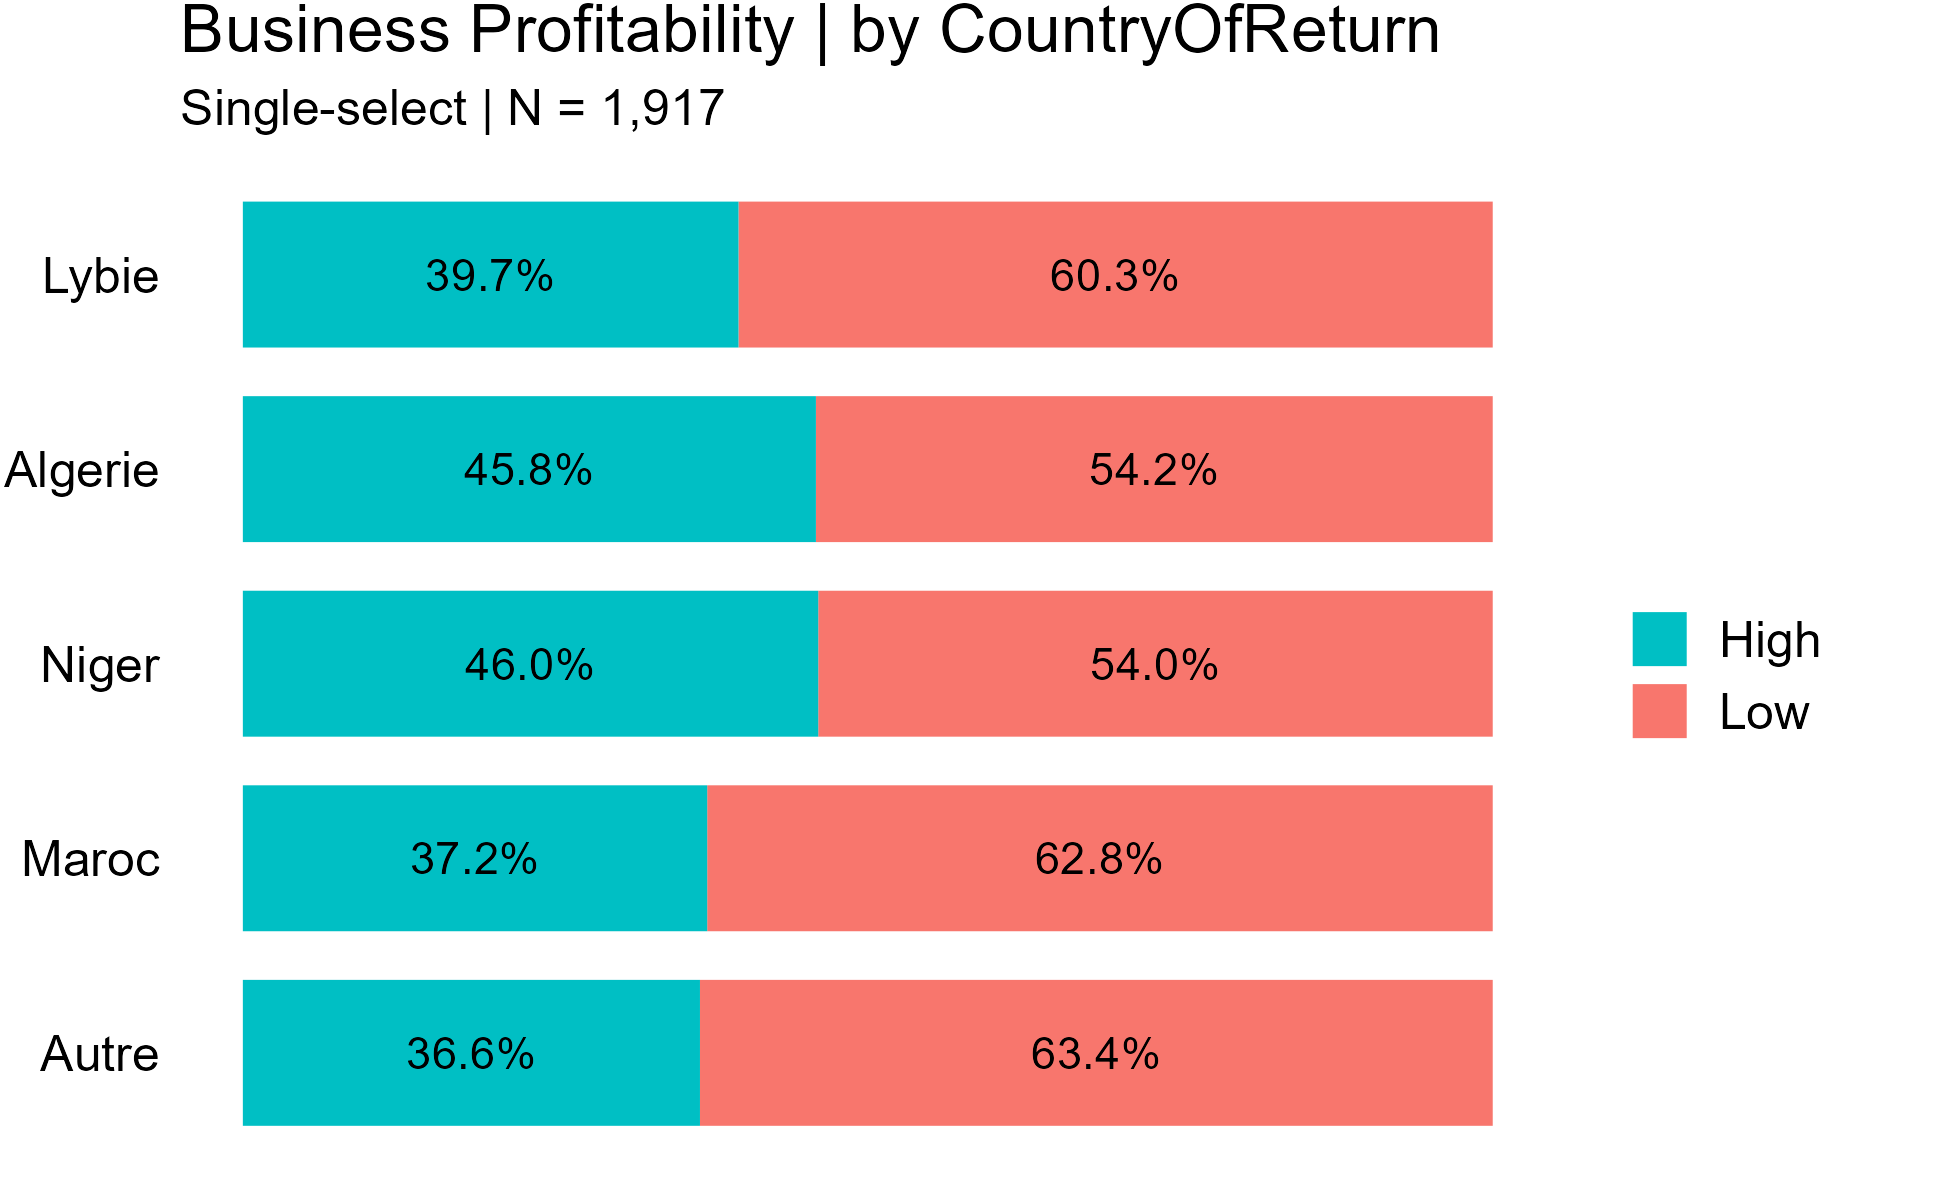 Business Profitability | by CountryOfReturn
Single-select | N = 1,917
Lybie 39.7% 60.3%
Algerie 45.8% 54.2%
Niger 46.0% 54.0%
Maroc 37.2% 62.8%
Autre 36.6% 63.4%
High
Low